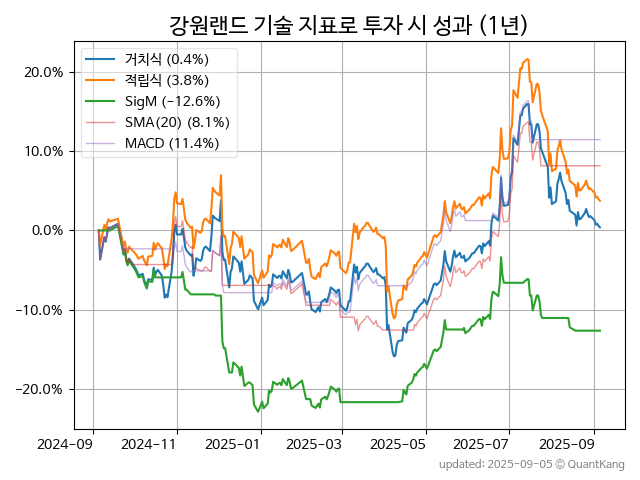 강원랜드 기술 지표로 투자 시 성과 (1년)
거치식 (0.4%)
적립식 (3.8%)
SigM (−12.6%)
SMA(20) (8.1%)
MACD (11.4%)
20.0%
10.0%
0.0%
−10.0%
−20.0%
2024-09 2024-11 2025-01 2025-03 2025-05 2025-07 2025-09
updated: 2025-09-05 © QuantKang